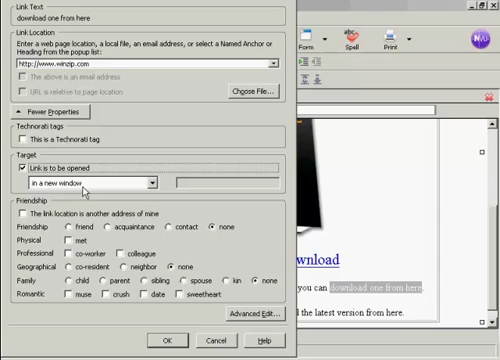 Link Text
download one from here
Link Location
Enter a web page location, a local file, an email address, or select a Named Anchor or
Heading from the popup list:
http://www.winzip.com
The above is an email address
URL is relative to page location
Choose File...
Fewer Properties
Technorati tags
This is a Technorati tag
Target
Link is to be opened
in a new window
Friendship
The link location is another address of mine
Friendship friend acquaintance contact none
Physical met
Professional co-worker colleague
Geographical co-resident neighbor none
Family child parent sibling spouse kin none
Romantic muse crush date sweetheart
Advanced Edit...
OK Cancel Help
Form Spell Print
abc
wnload
you can download one from here.
d the latest version from here.